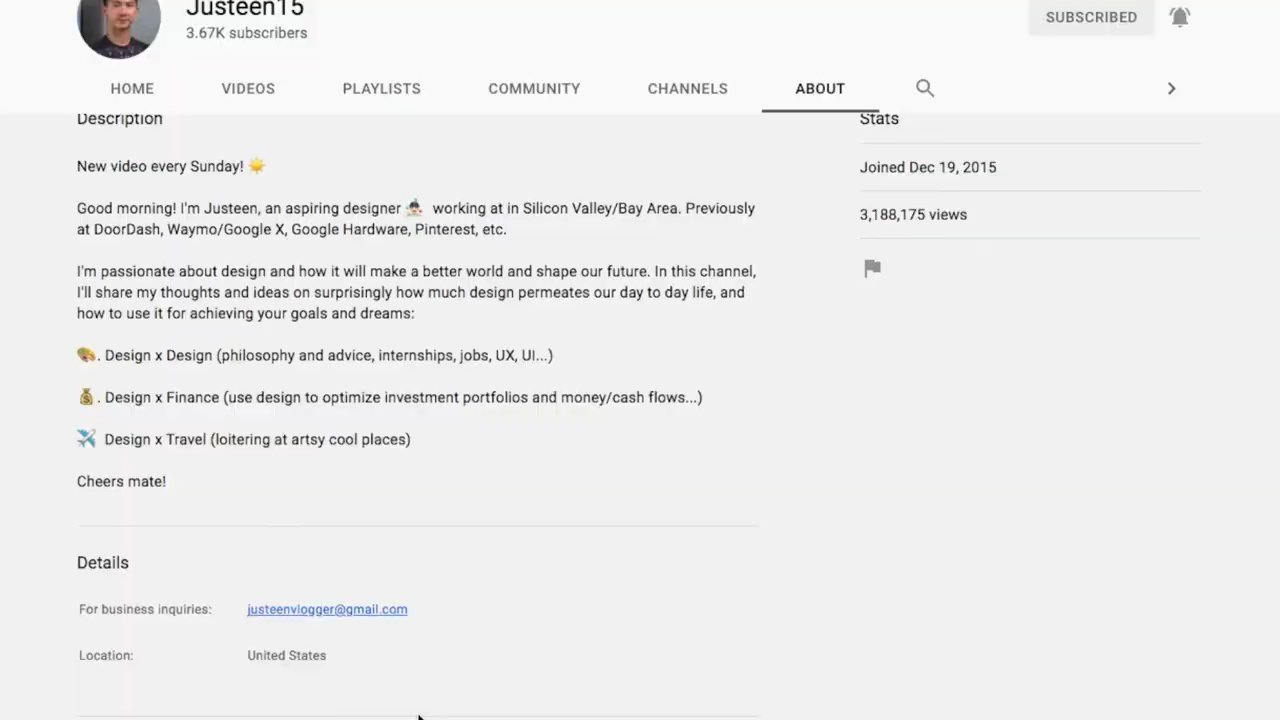 Justeen15
3.67K subscribers
SUBSCRIBED
HOME
VIDEOS
PLAYLISTS
COMMUNITY
CHANNELS
ABOUT
Description
New video every Sunday! ☀️
Good morning! I'm Justeen, an aspiring designer 👨🏻‍🎨 working at in Silicon Valley/Bay Area. Previously
at DoorDash, Waymo/Google X, Google Hardware, Pinterest, etc.
I'm passionate about design and how it will make a better world and shape our future. In this channel,
I'll share my thoughts and ideas on surprisingly how much design permeates our day to day life, and
how to use it for achieving your goals and dreams:
🎨. Design x Design (philosophy and advice, internships, jobs, UX, UI...)
💰. Design x Finance (use design to optimize investment portfolios and money/cash flows...)
✈️ Design x Travel (loitering at artsy cool places)
Cheers mate!
Details
For business inquiries: justeenvlogger@gmail.com
Location: United States
Stats
Joined Dec 19, 2015
3,188,175 views